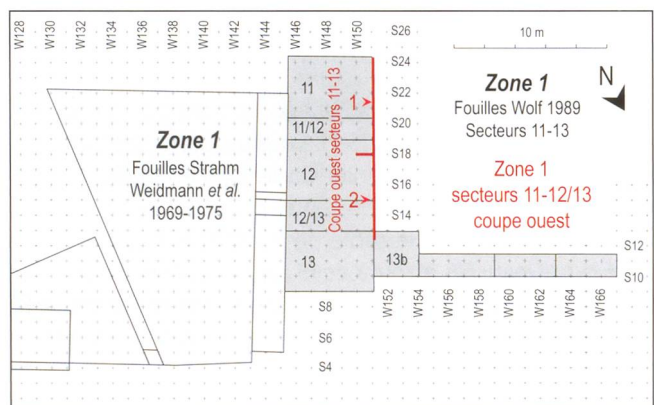 W128
W130
W132
W134
W136
W138
W140
W142
W144
W146
W148
W150
S26
S24
S22
S20
S18
S16
S14
S12
S10
10 m
N
Zone 1
Fouilles Wolf 1989
Secteurs 11-13
Zone 1
secteurs 11-12/13
coupe ouest
Zone 1
Fouilles Strahm
Weidmann et al.
1969-1975
11
11/12
12
12/13
13
13b
1
2
Coupe ouest secteurs 11-13
W152
W154
W156
W158
W160
W162
W164
W166
S8
S6
S4